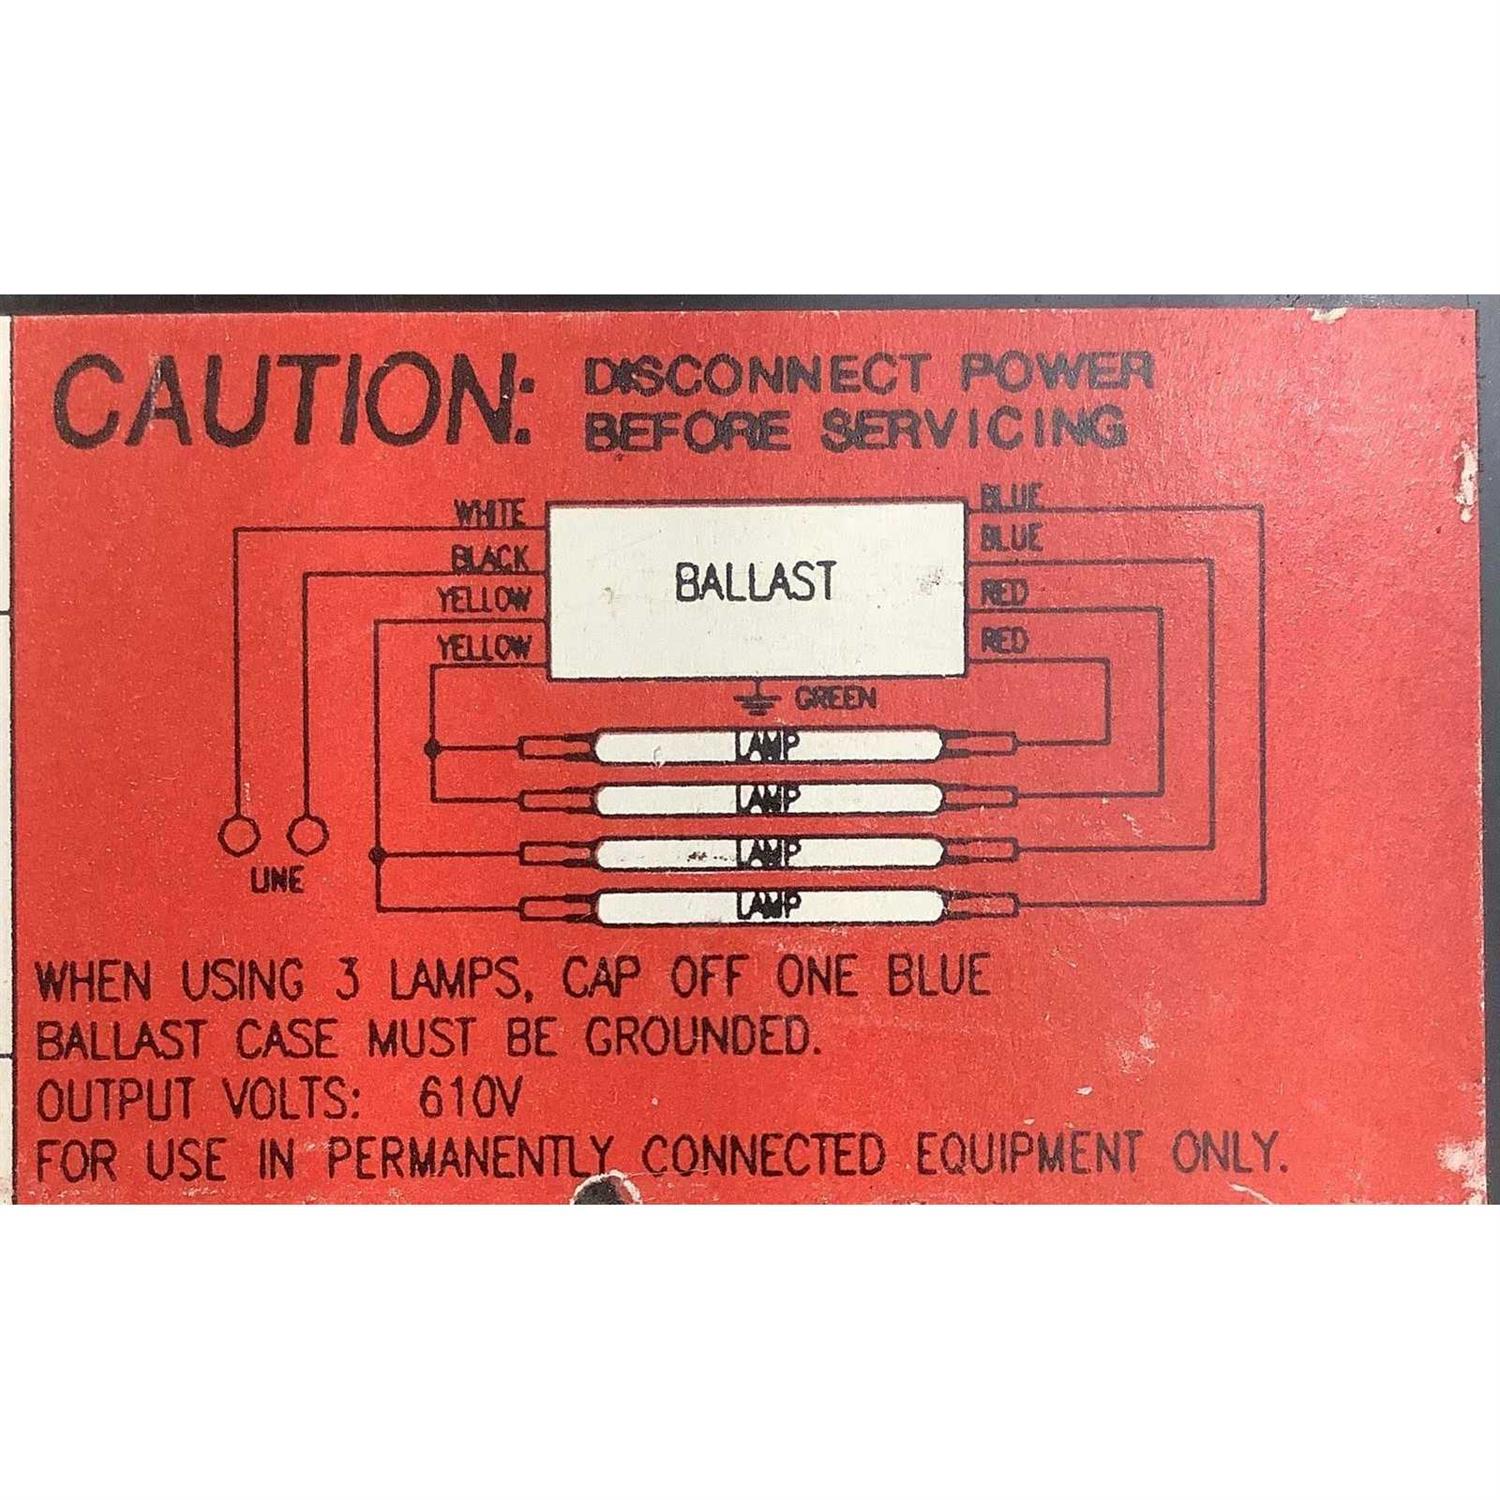 CAUTION: DISCONNECT POWER
BEFORE SERVICING
WHITE
BLACK
YELLOW
YELLOW
BALLAST
BLUE
BLUE
RED
RED
GREEN
LAMP
LAMP
LAMP
LAMP
LINE
WHEN USING 3 LAMPS, CAP OFF ONE BLUE
BALLAST CASE MUST BE GROUNDED.
OUTPUT VOLTS: 610V
FOR USE IN PERMANENTLY CONNECTED EQUIPMENT ONLY.